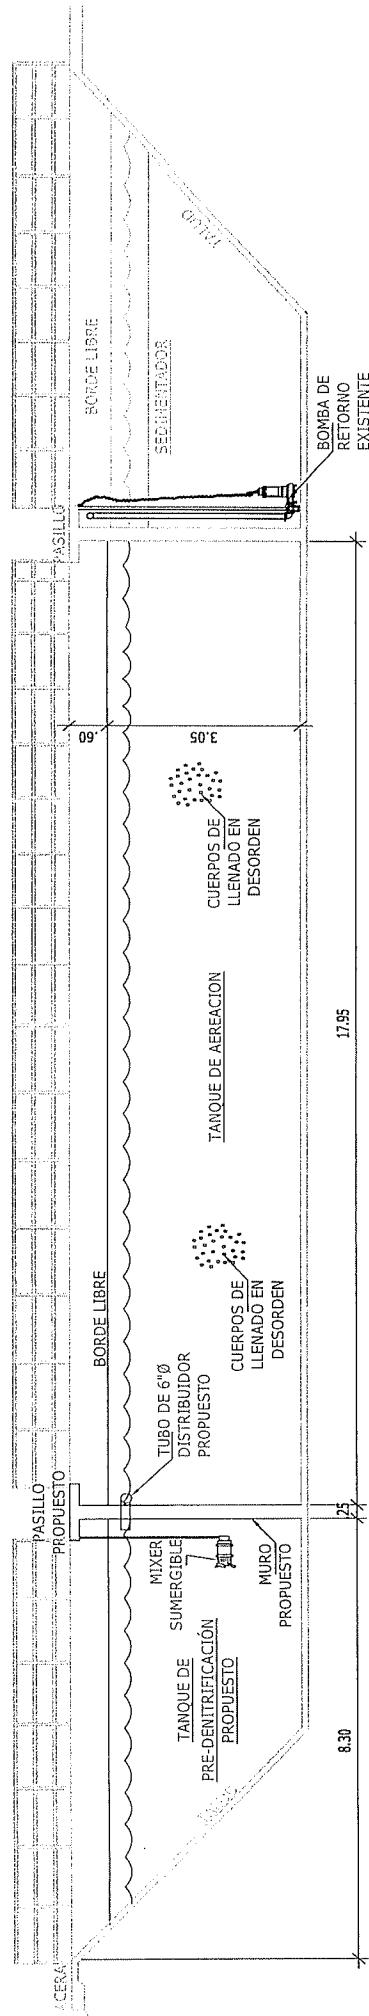 ACERA
TALUD
TANQUE DE
PRE-DENITRIFICACIÓN
PROPUESTO
MIXER
SUMERGIBLE
MURO
PROPUESTO
PASILLO
PROPUESTO
TUBO DE 6"Ø
DISTRIBUIDOR
PROPUESTO
BORDE LIBRE
CUERPOS DE
LLENADO EN
DESORDEN
TANQUE DE AEREACION
CUERPOS DE
LLENADO EN
DESORDEN
.60
3.05
PASILLO
BORDE LIBRE
SEDIMENTADOR
TALUD
BOMBA DE
RETORNO
EXISTENTE
8.30
.25
17.95